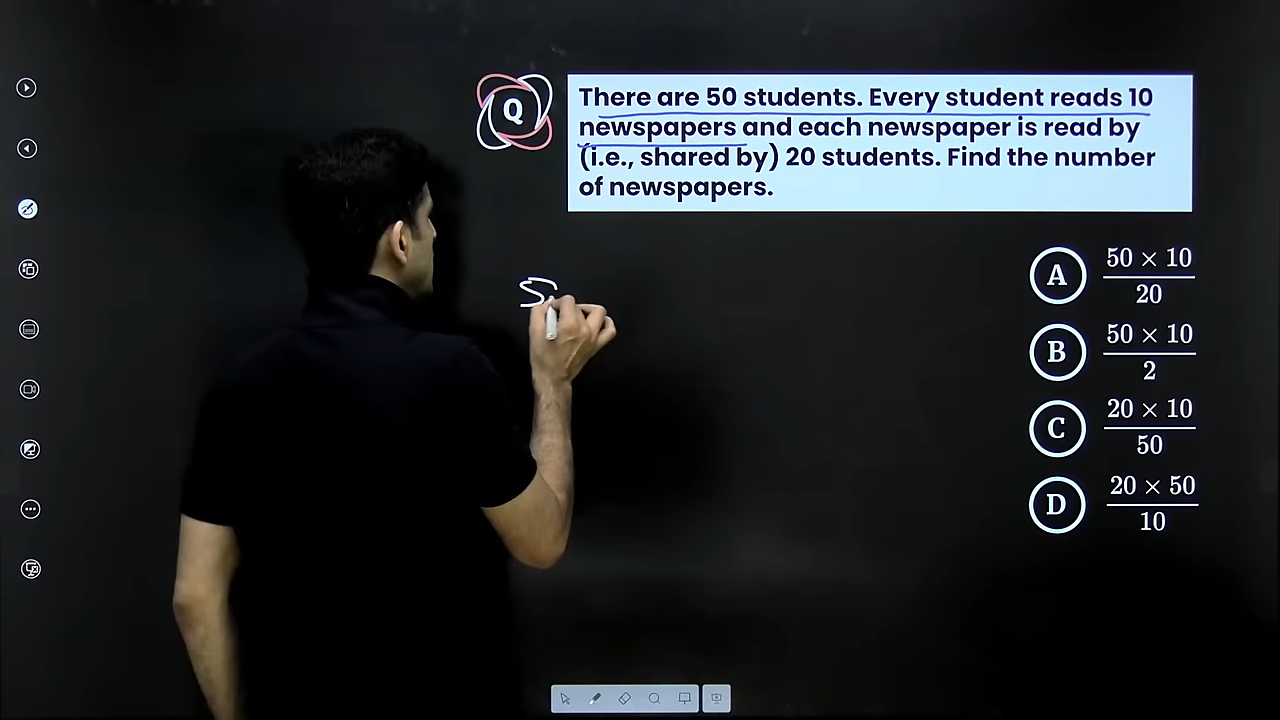 Q
There are 50 students. Every student reads 10
newspapers and each newspaper is read by
(i.e., shared by) 20 students. Find the number
of newspapers.
A 50 × 10 / 20
B 50 × 10 / 2
C 20 × 10 / 50
D 20 × 50 / 10